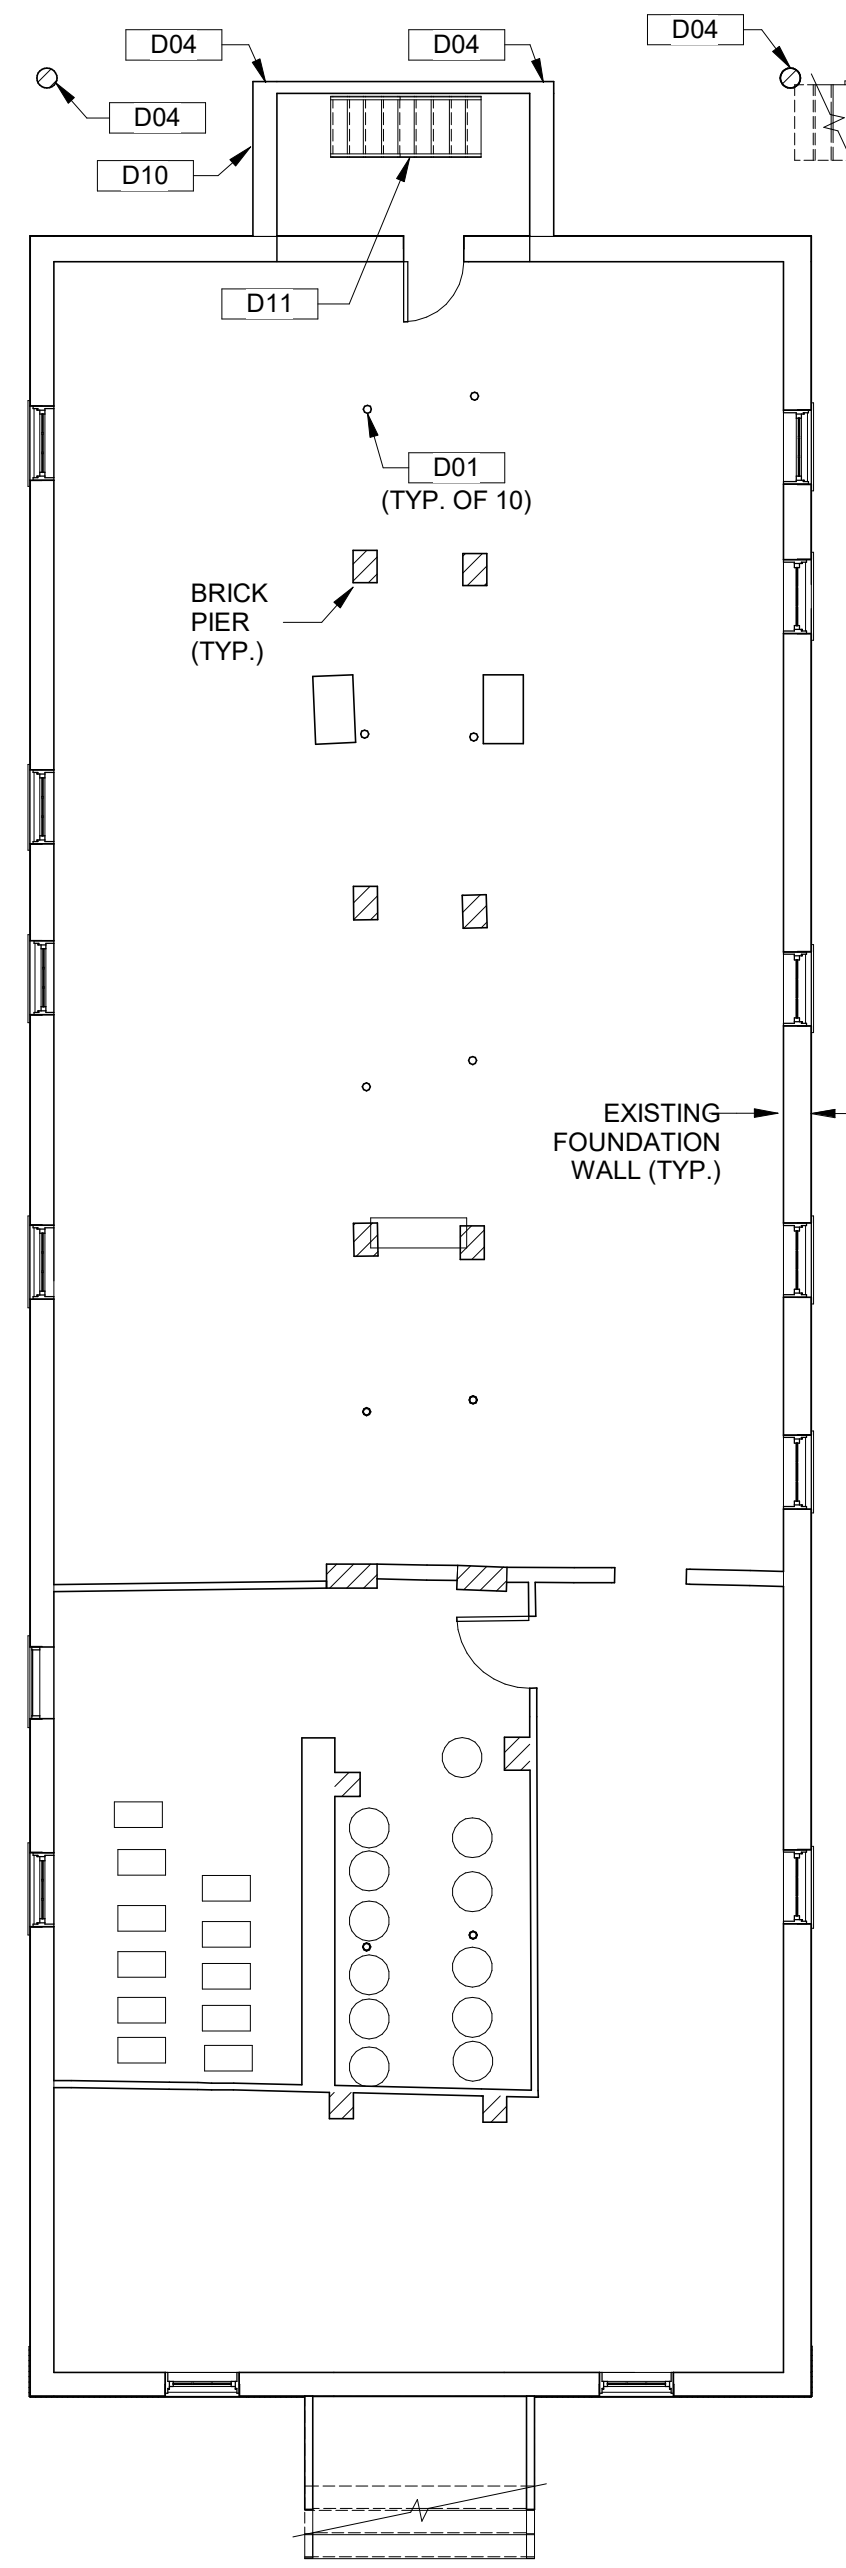 D04
D04
D04
D04
D10
D11
D01
(TYP. OF 10)
BRICK
PIER
(TYP.)
EXISTING
FOUNDATION
WALL (TYP.)